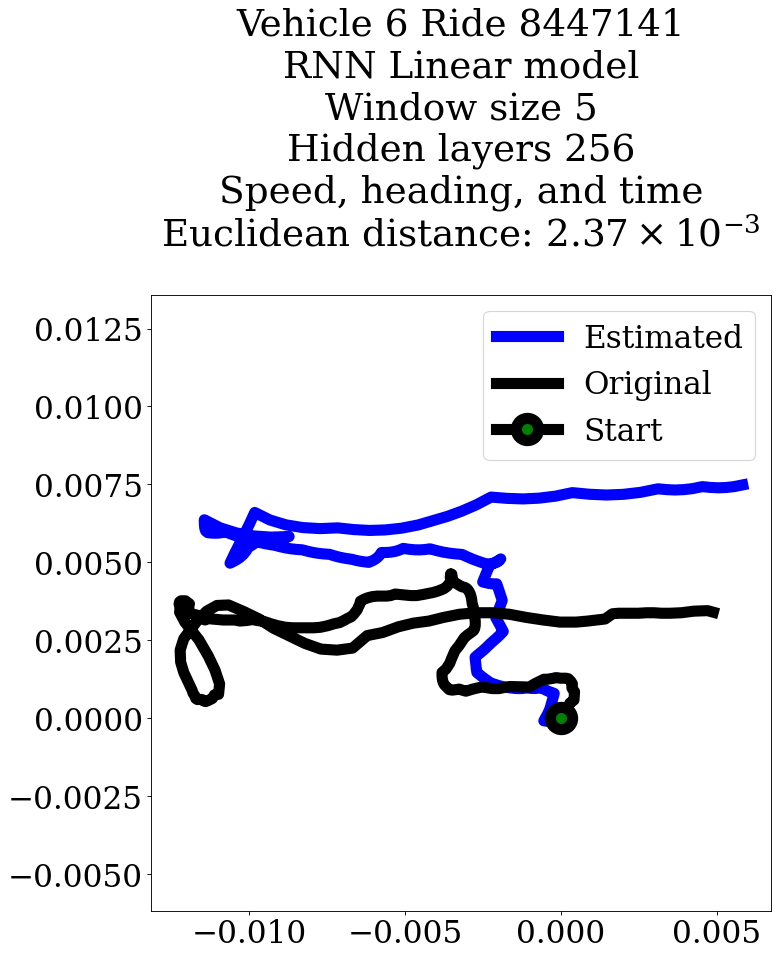 Vehicle 6 Ride 8447141
RNN Linear model
Window size 5
Hidden layers 256
Speed, heading, and time
Euclidean distance: 2.37 × 10⁻³
Estimated
Original
Start
0.0125
0.0100
0.0075
0.0050
0.0025
0.0000
−0.0025
−0.0050
−0.010 −0.005 0.000 0.005